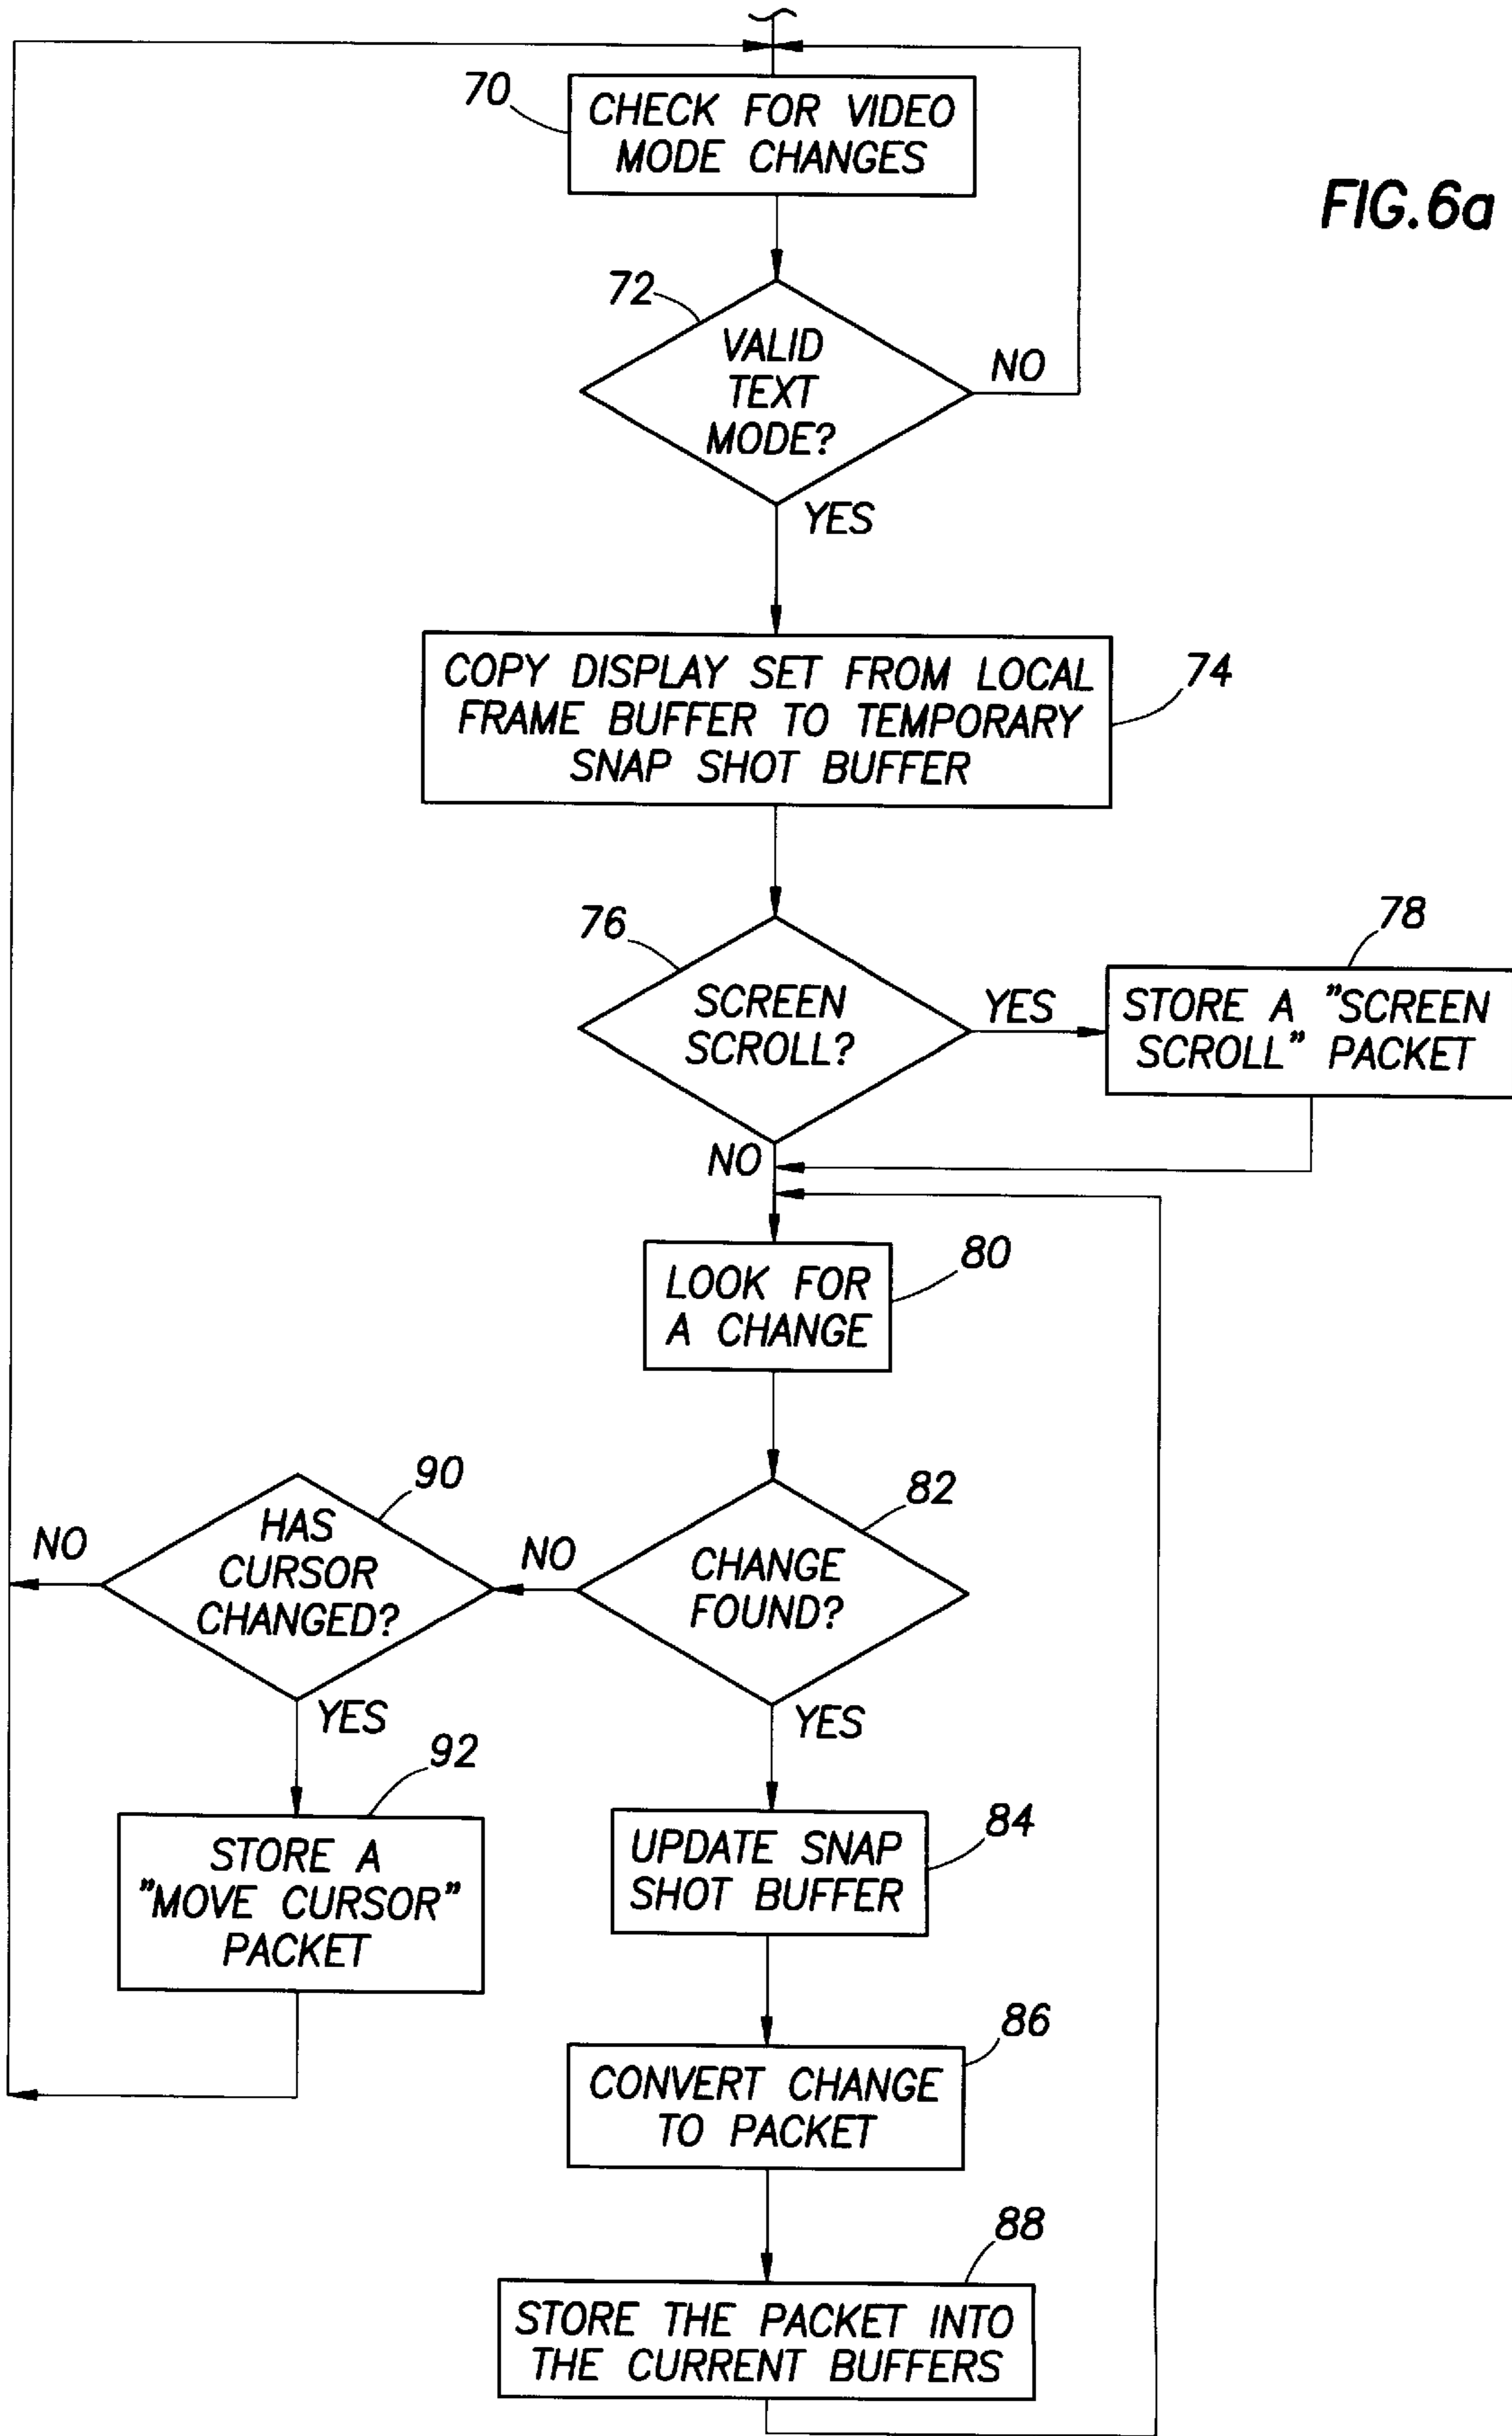 70
CHECK FOR VIDEO
MODE CHANGES
FIG.6a
72
VALID
TEXT
MODE?
NO
YES
COPY DISPLAY SET FROM LOCAL
FRAME BUFFER TO TEMPORARY
SNAP SHOT BUFFER
74
76
SCREEN
SCROLL?
YES
78
STORE A "SCREEN
SCROLL" PACKET
NO
LOOK FOR
A CHANGE
80
82
CHANGE
FOUND?
NO
90
HAS
CURSOR
CHANGED?
NO
YES
92
STORE A
"MOVE CURSOR"
PACKET
YES
84
UPDATE SNAP
SHOT BUFFER
86
CONVERT CHANGE
TO PACKET
88
STORE THE PACKET INTO
THE CURRENT BUFFERS